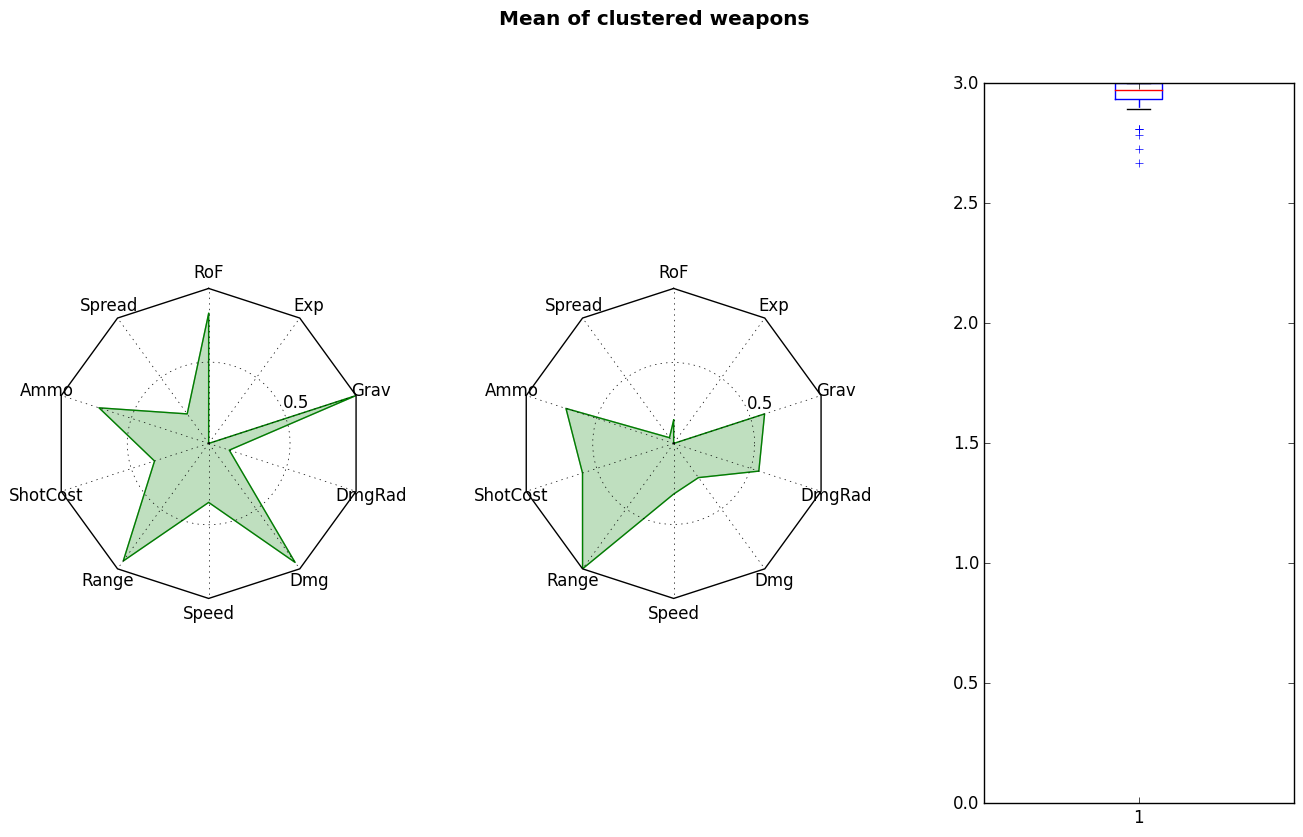 Mean of clustered weapons
RoF
Exp
Grav
DmgRad
Dmg
Speed
Range
ShotCost
Ammo
Spread
0.5
RoF
Exp
Grav
DmgRad
Dmg
Speed
Range
ShotCost
Ammo
Spread
0.5
3.0
2.5
2.0
1.5
1.0
0.5
0.0
1